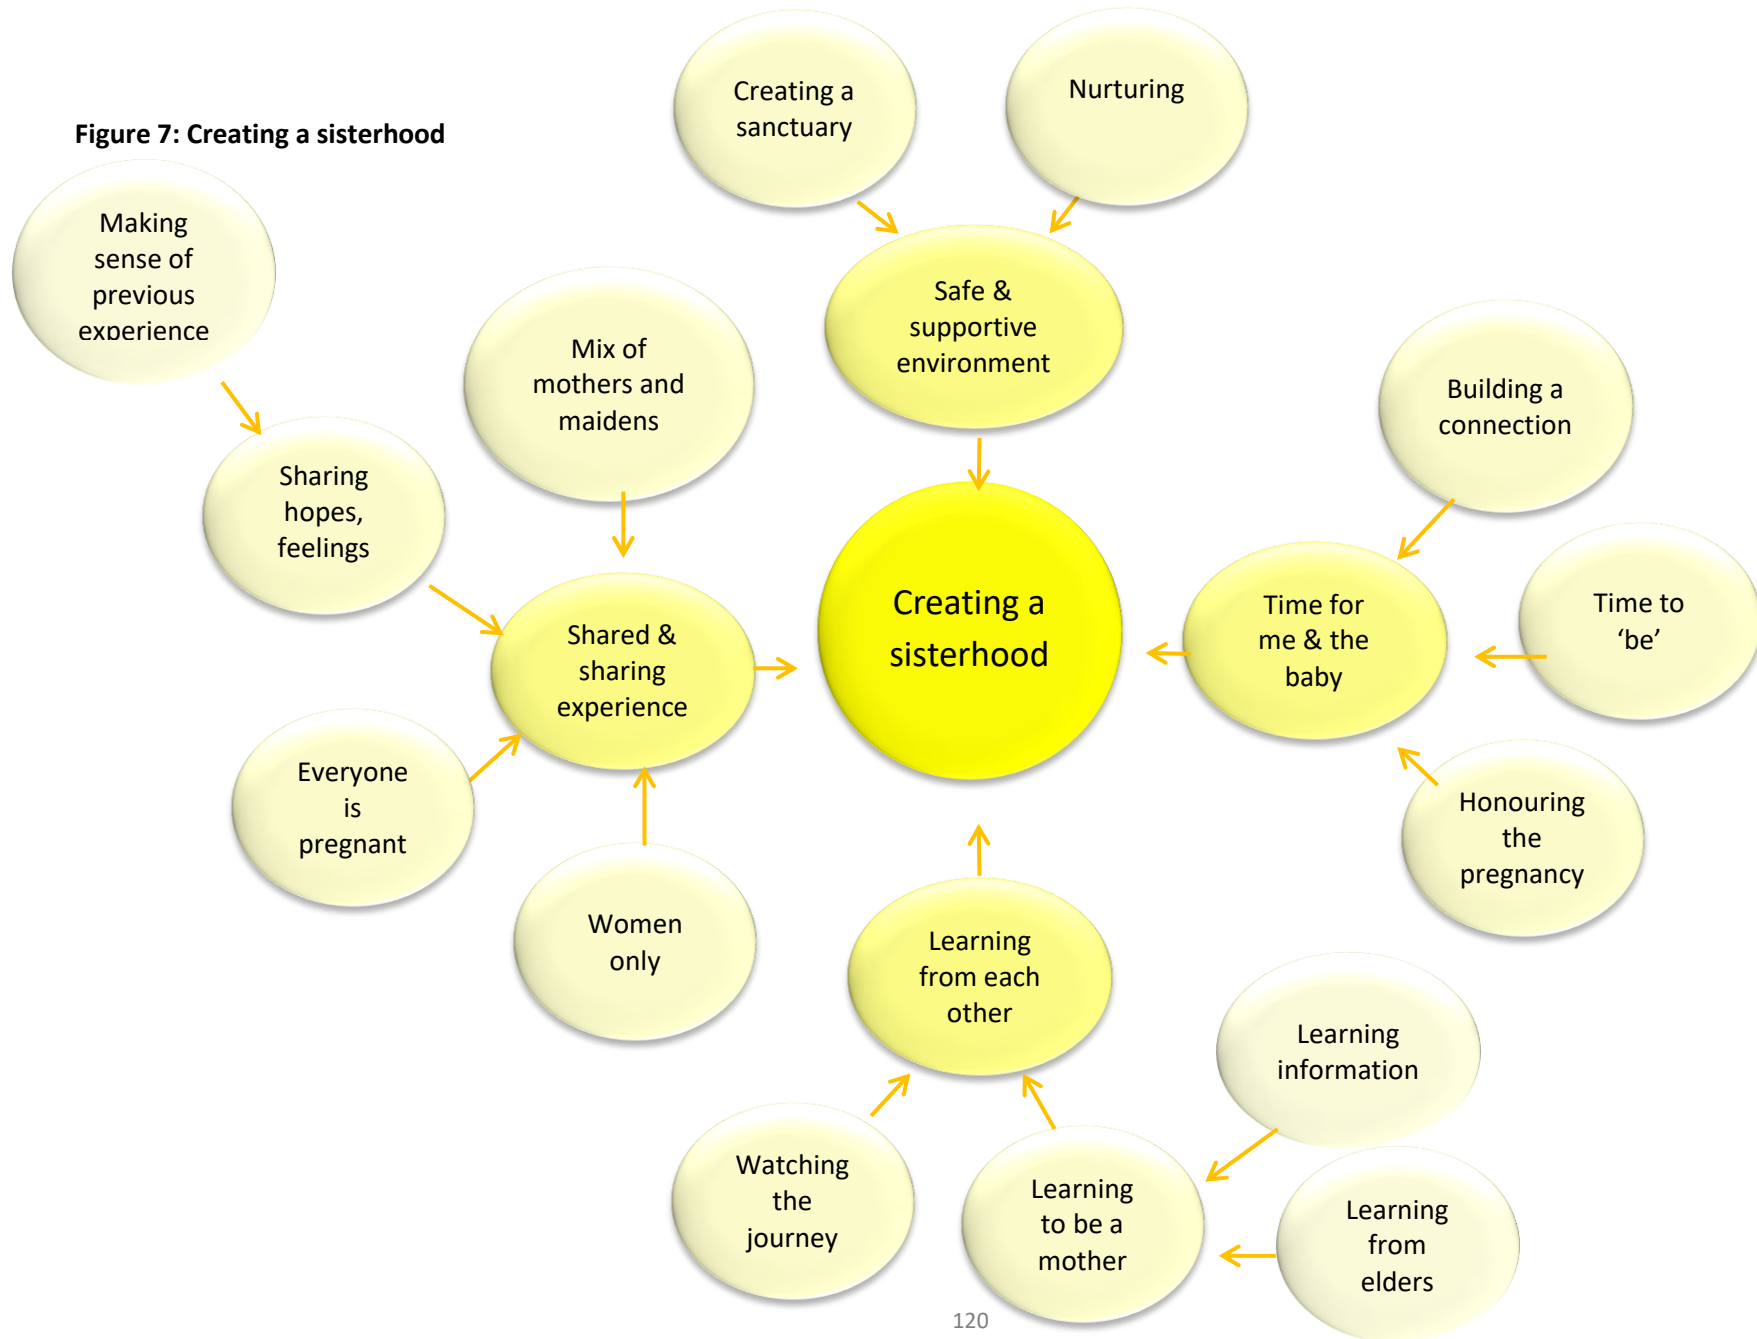 Figure 7: Creating a sisterhood
Creating a
sanctuary
Nurturing
Making
sense of
previous
experience
Mix of
mothers and
maidens
Safe &
supportive
environment
Building a
connection
Sharing
hopes,
feelings
Creating a
sisterhood
Time for
me & the
baby
Time to
‘be’
Shared &
sharing
experience
Everyone
is
pregnant
Honouring
the
pregnancy
Women
only
Learning
from each
other
Learning
information
Watching
the
journey
Learning
to be a
mother
Learning
from
elders
120